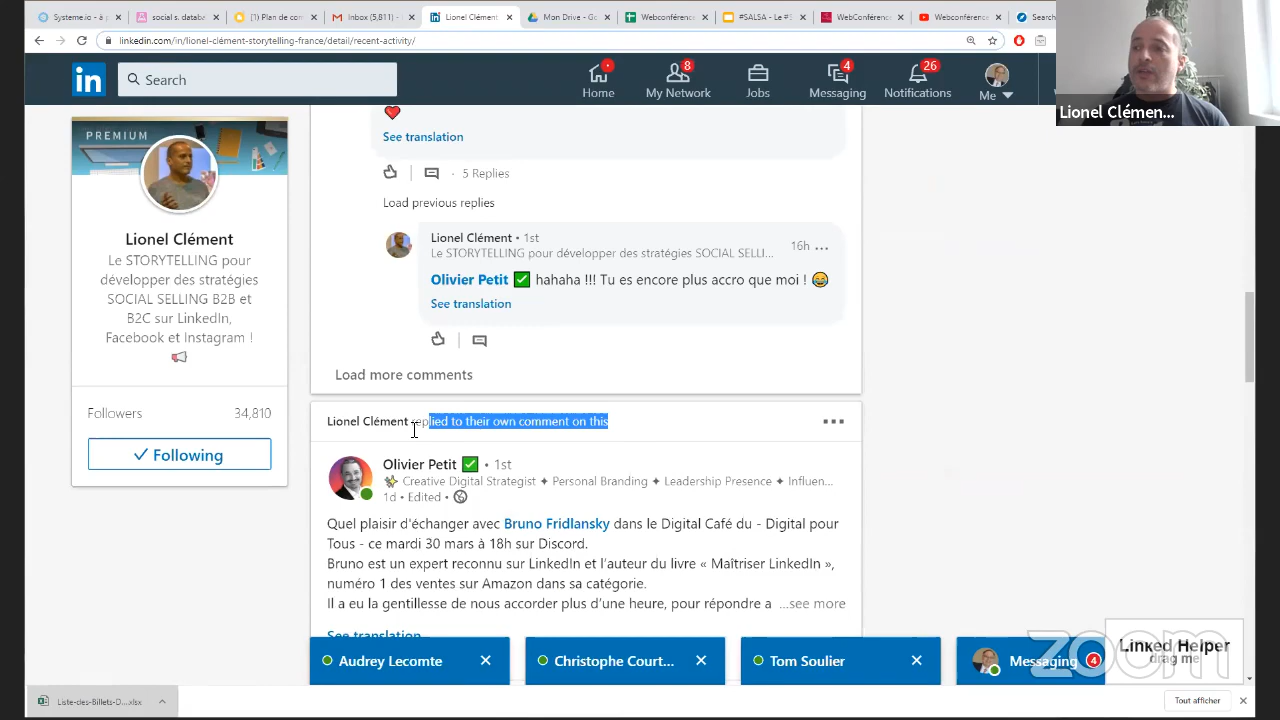 Systeme.io - à p
social s. databa
[1] Plan de con
Inbox (5,811) -
Lionel Clément
Mon Drive - Go
Webconférence
#SALSA - Le #S
WebConférence
Webconférence
Search
linkedin.com/in/lionel-clément-storytelling-france/detail/recent-activity/
in
Search
Home
8
My Network
Jobs
4
Messaging
26
Notifications
Me
Lionel Clémen...
PREMIUM
Lionel Clément
Le STORYTELLING pour
développer des stratégies
SOCIAL SELLING B2B et
B2C sur LinkedIn,
Facebook et Instagram !
📢
Followers 34,810
✓ Following
❤️
See translation
· 5 Replies
Load previous replies
Lionel Clément • 1st
16h ...
Le STORYTELLING pour développer des stratégies SOCIAL SELLI...
Olivier Petit ✅ hahaha !!! Tu es encore plus accro que moi ! 😂
See translation
Load more comments
Lionel Clément replied to their own comment on this
Olivier Petit ✅ • 1st
✨ Creative Digital Strategist ✦ Personal Branding ✦ Leadership Presence ✦ Influen...
1d • Edited •
Quel plaisir d'échanger avec Bruno Fridlansky dans le Digital Café du - Digital pour
Tous - ce mardi 30 mars à 18h sur Discord.
Bruno est un expert reconnu sur LinkedIn et l'auteur du livre « Maîtriser LinkedIn »,
numéro 1 des ventes sur Amazon dans sa catégorie.
Il a eu la gentillesse de nous accorder plus d'une heure, pour répondre a ...see more
See translation
Audrey Lecomte
Christophe Court...
Tom Soulier
Messaging 4
Linked Helper
drag me
zoom
Liste-des-Billets-D....xlsx
Tout afficher